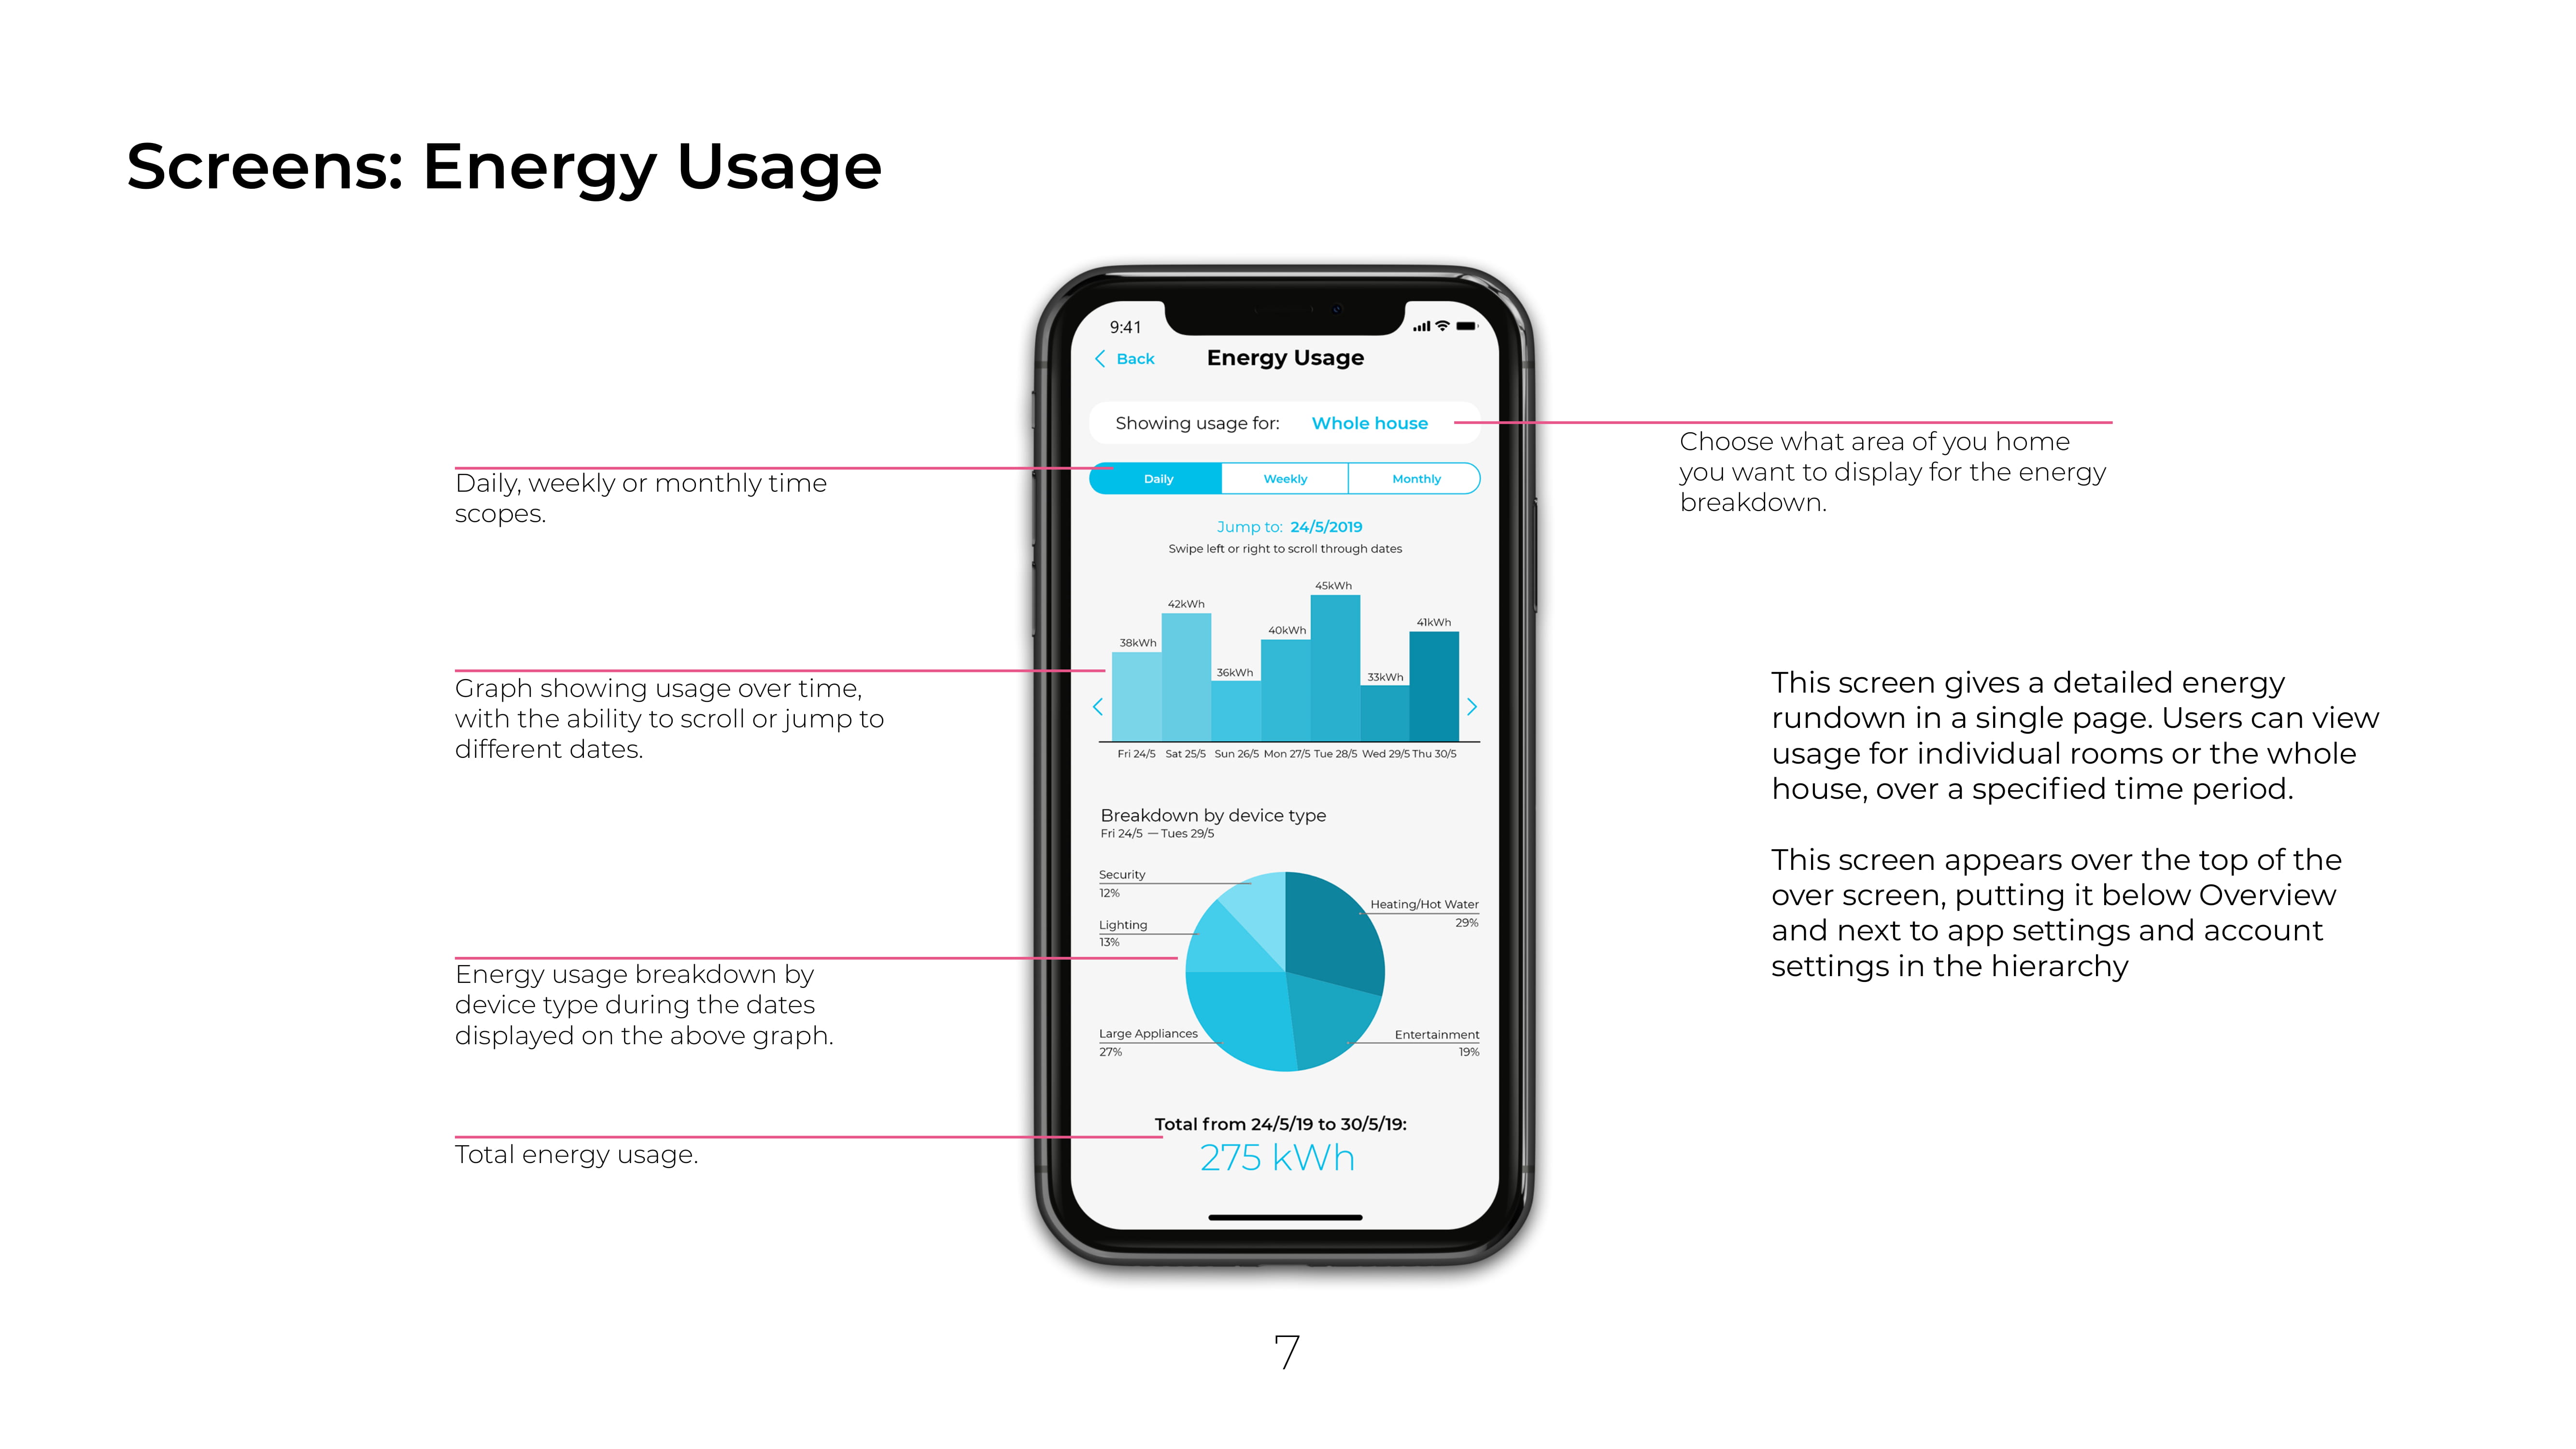 Screens: Energy Usage
9:41
Back
Energy Usage
Showing usage for: Whole house
Choose what area of you home
you want to display for the energy
breakdown.
Daily, weekly or monthly time
scopes.
Daily Weekly Monthly
Jump to: 24/5/2019
Swipe left or right to scroll through dates
38kWh 42kWh 36kWh 40kWh 45kWh 33kWh 41kWh
Fri 24/5 Sat 25/5 Sun 26/5 Mon 27/5 Tue 28/5 Wed 29/5 Thu 30/5
Graph showing usage over time,
with the ability to scroll or jump to
different dates.
This screen gives a detailed energy
rundown in a single page. Users can view
usage for individual rooms or the whole
house, over a specified time period.
This screen appears over the top of the
over screen, putting it below Overview
and next to app settings and account
settings in the hierarchy
Breakdown by device type
Fri 24/5 — Tues 29/5
Security
12%
Lighting
13%
Large Appliances
27%
Heating/Hot Water
29%
Entertainment
19%
Energy usage breakdown by
device type during the dates
displayed on the above graph.
Total from 24/5/19 to 30/5/19:
275 kWh
Total energy usage.
7